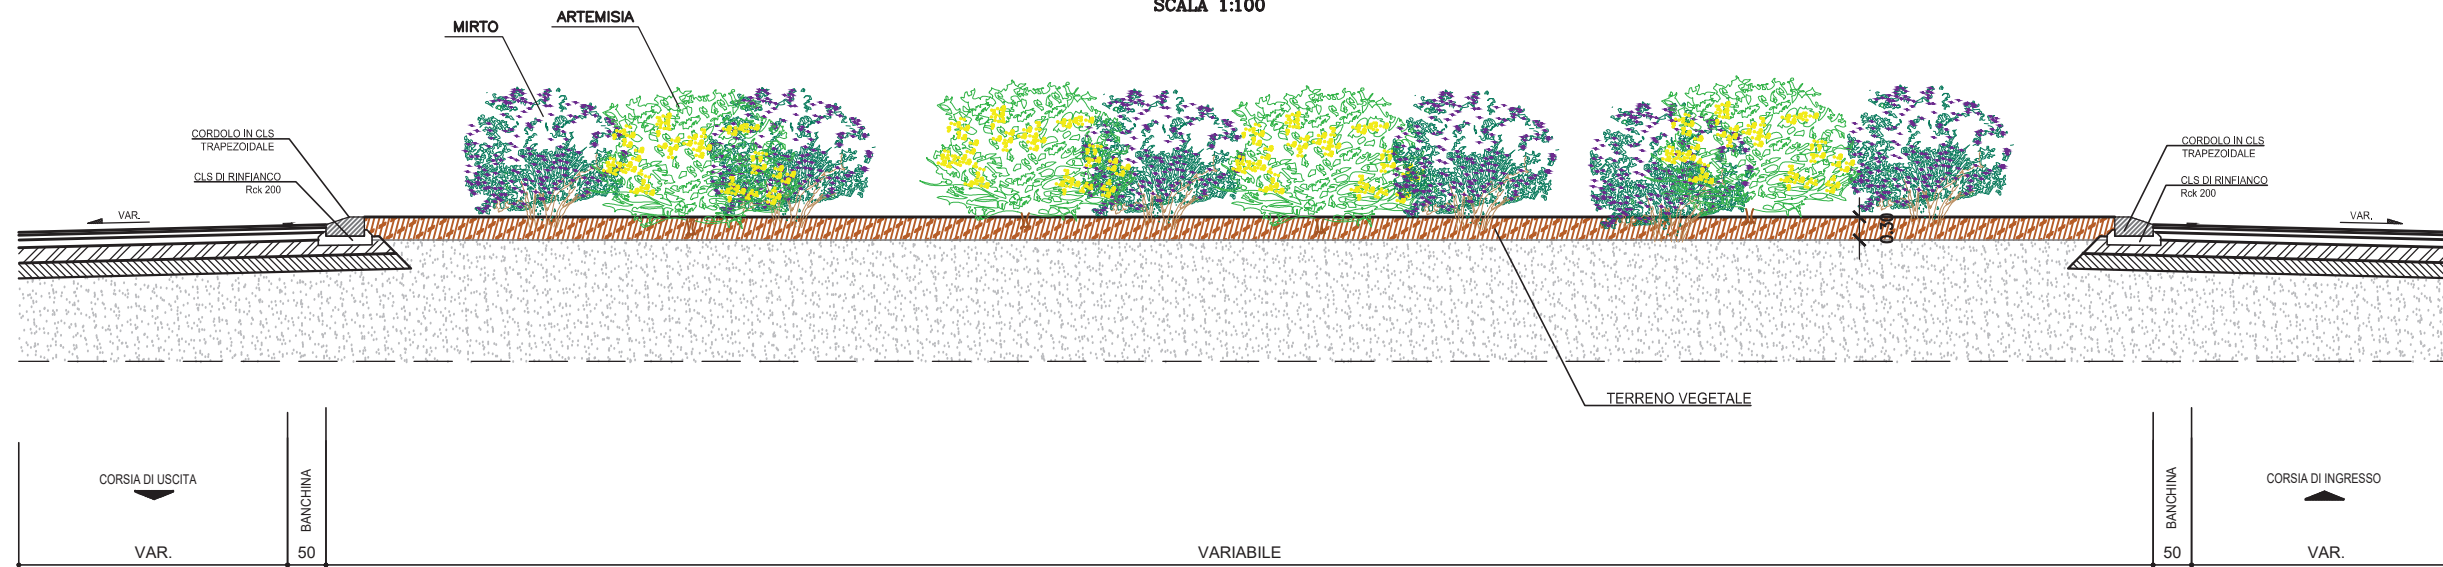 SCALA 1:100
ARTEMISIA
MIRTO
CORDOLO IN CLS
TRAPEZOIDALE
CLS DI RINFIANCO
Rck 200
VAR.
CORDOLO IN CLS
TRAPEZOIDALE
CLS DI RINFIANCO
Rck 200
VAR.
0.30
TERRENO VEGETALE
CORSIA DI USCITA
BANCHINA
BANCHINA
CORSIA DI INGRESSO
VAR.
50
VARIABILE
50
VAR.